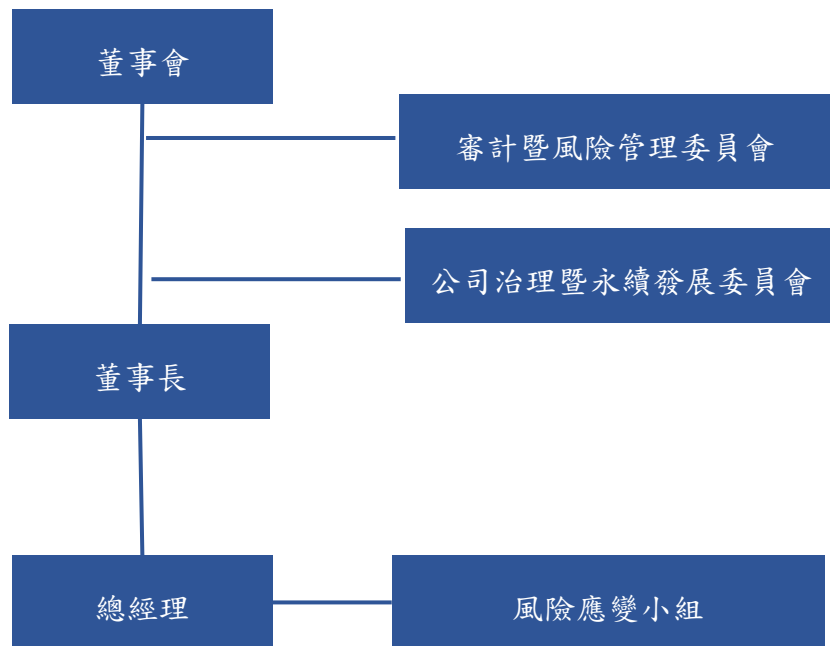 董事會
審計暨風險管理委員會
公司治理暨永續發展委員會
董事長
總經理
風險應變小組